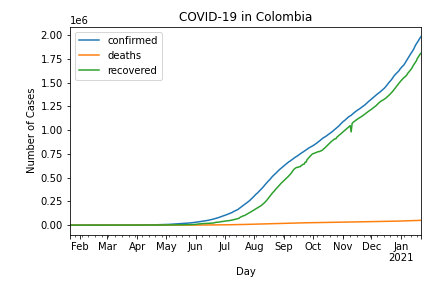 COVID-19 in Colombia
1e6
confirmed
deaths
recovered
Number of Cases
2.00
1.75
1.50
1.25
1.00
0.75
0.50
0.25
0.00
Feb Mar Apr May Jun Jul Aug Sep Oct Nov Dec Jan
2021
Day